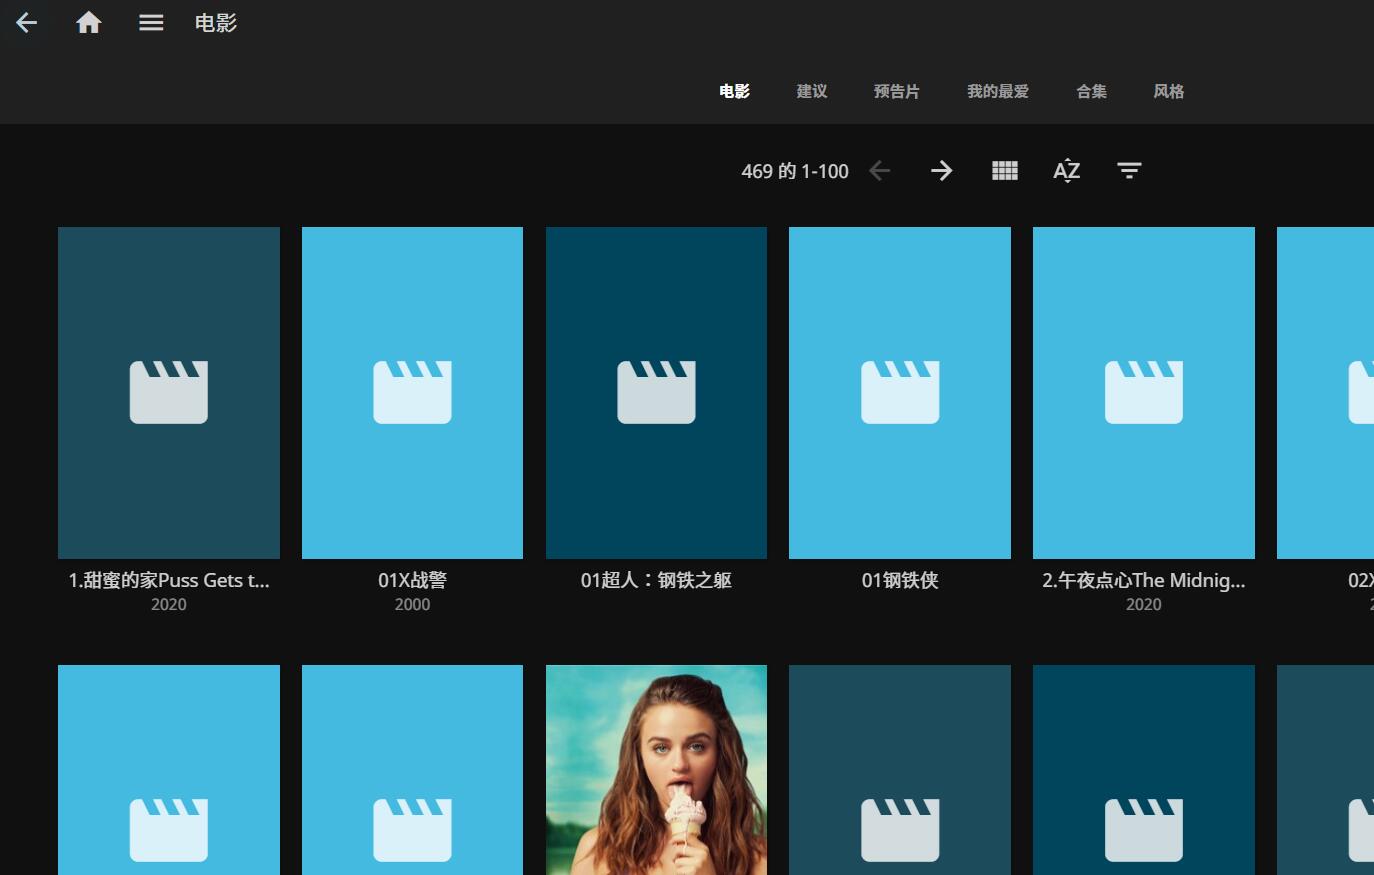 电影
电影 建议 预告片 我的最爱 合集 风格
469 的 1-100
AZ
1.甜蜜的家Puss Gets t...
2020
01X战警
2000
01超人：钢铁之躯
01钢铁侠
2.午夜点心The Midnig...
2020
02